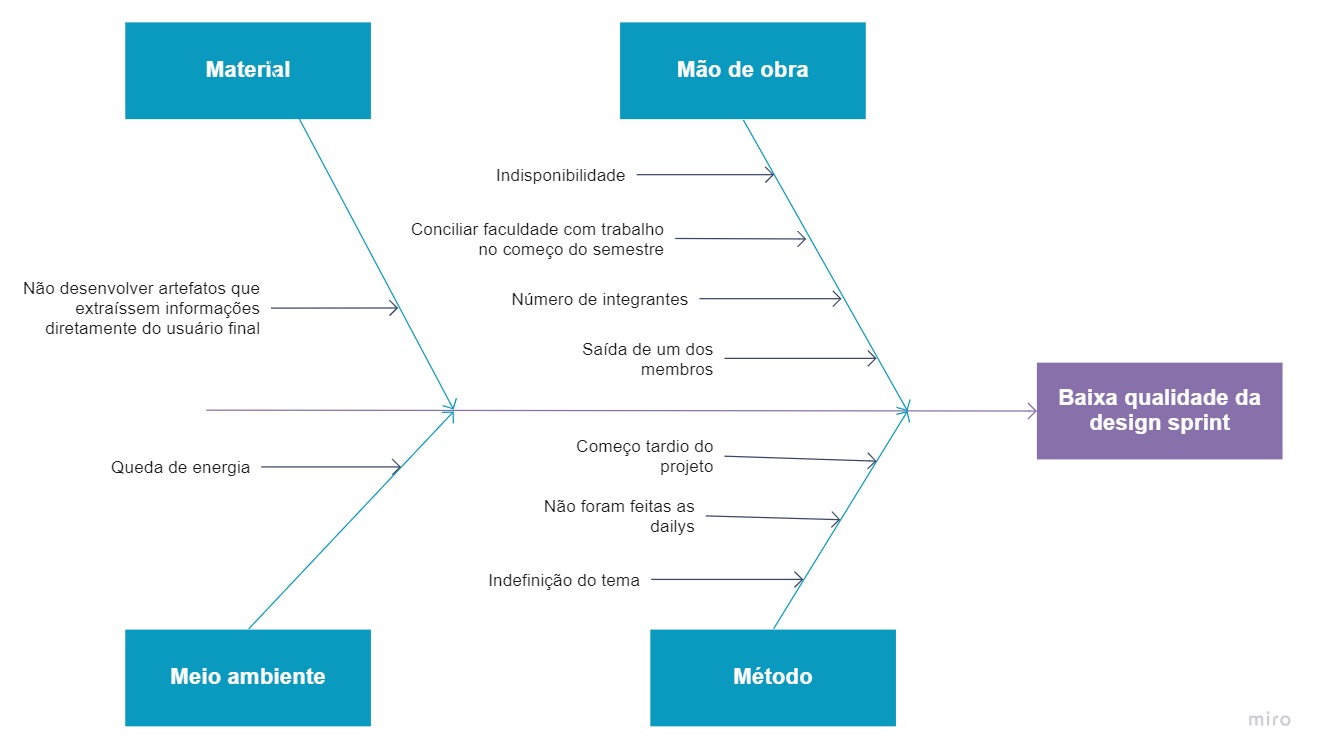 Material
Mão de obra
Indisponibilidade
Conciliar faculdade com trabalho
no começo do semestre
Não desenvolver artefatos que
extraíssem informações
diretamente do usuário final
Número de integrantes
Saída de um dos
membros
Baixa qualidade da
design sprint
Queda de energia
Começo tardio do
projeto
Não foram feitas as
dailys
Indefinição do tema
Meio ambiente
Método
miro